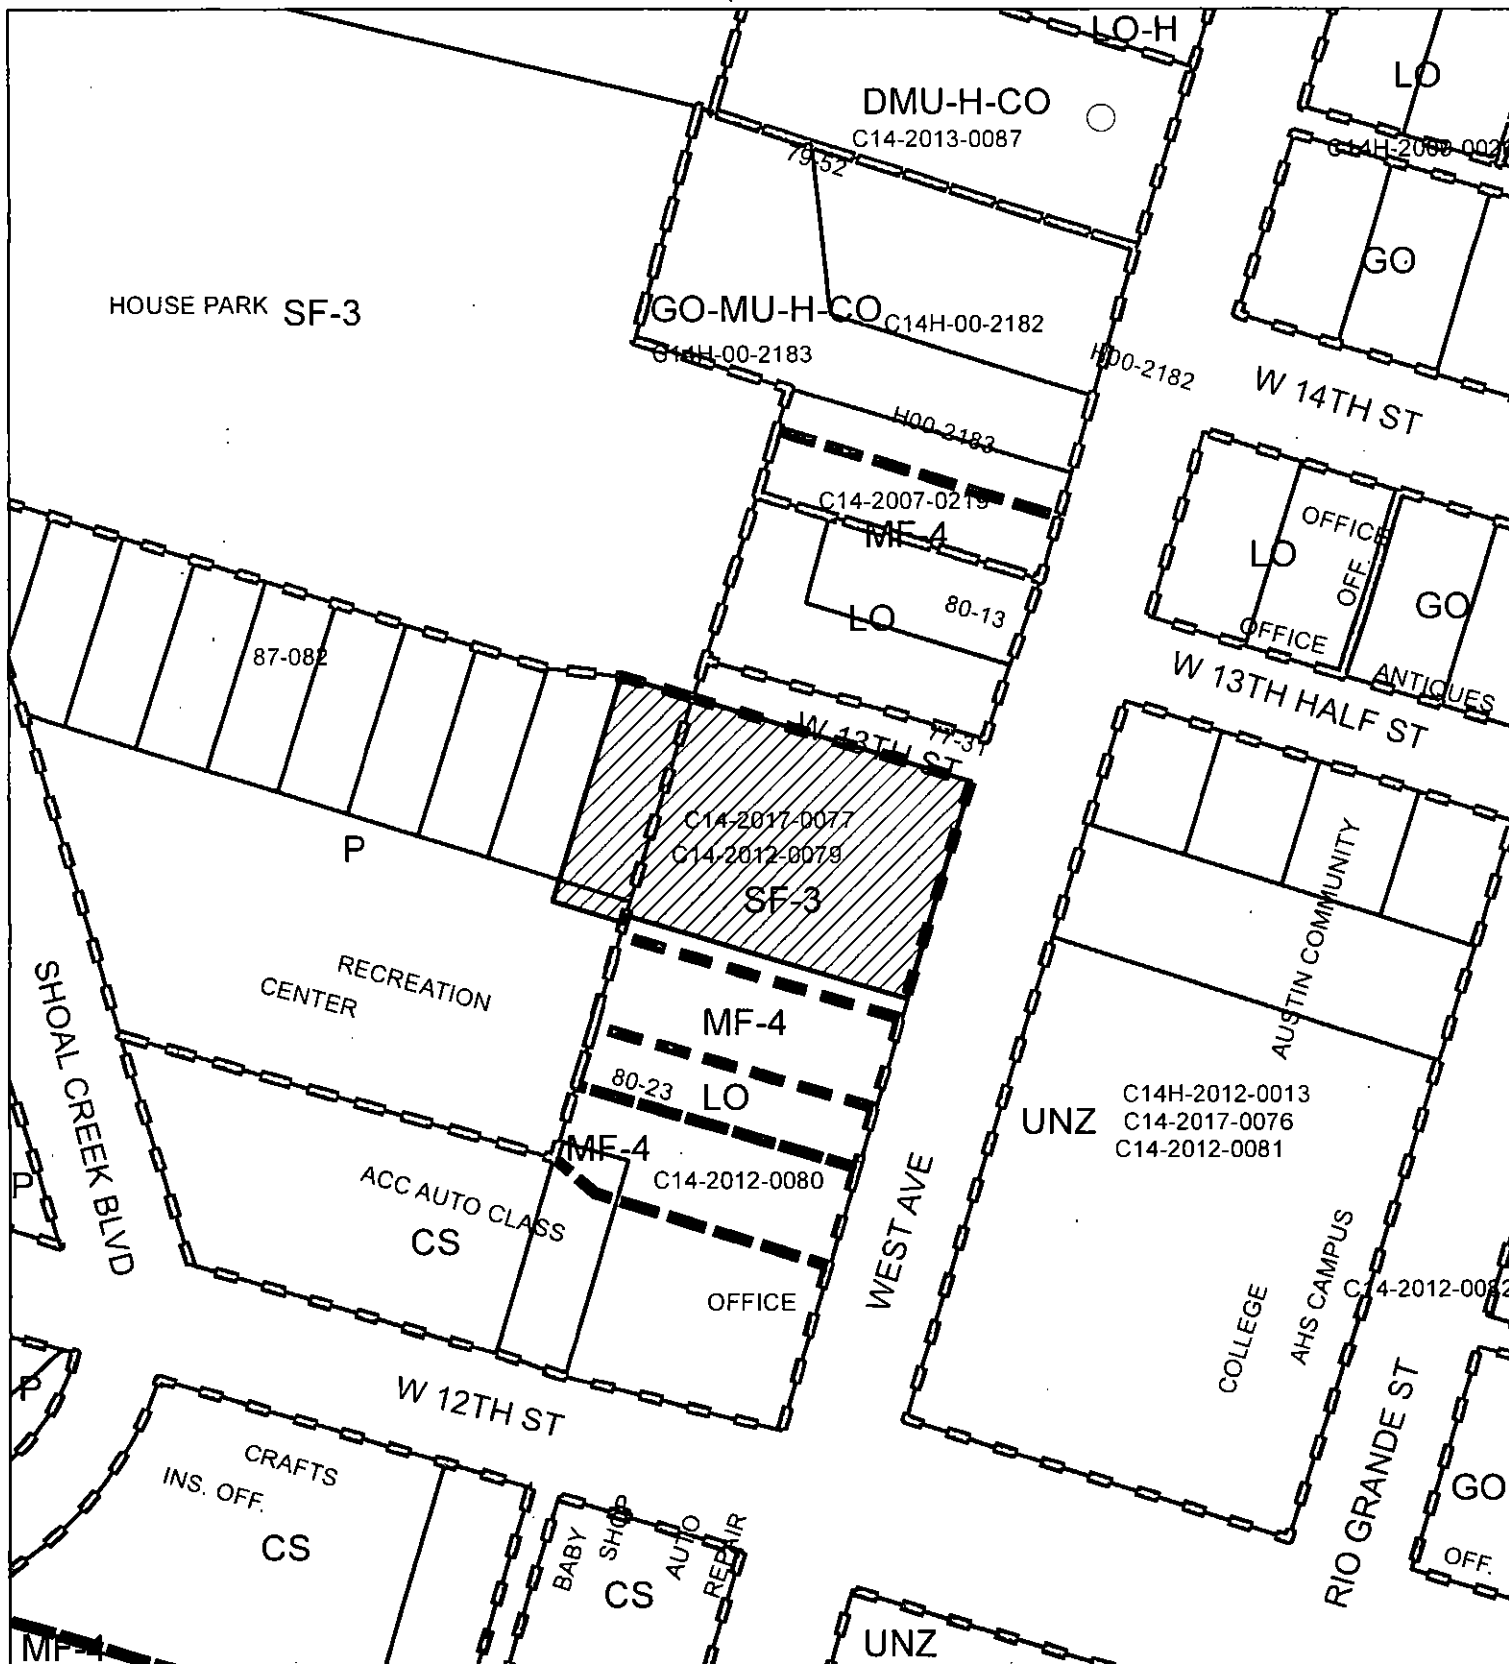 LO-H
LO
DMU-H-CO
C14-2013-0087
79-52
GO
HOUSE PARK SF-3
GO-MU-H-CO
C14H-00-2182
C14H-00-2183
H00-2182
W 14TH ST
H00-2183
C14-2007-0219
MF-4
OFFICE
LO
OFF.
GO
OFFICE
LO
80-13
87-082
W 13TH HALF ST
ANTIQUES
W 13TH ST
77-31
C14-2017-0077
C14-2012-0079
SF-3
P
RECREATION
CENTER
SHOAL CREEK BLVD
MF-4
80-23
LO
MF-4
C14-2012-0080
AUSTIN COMMUNITY
UNZ
C14H-2012-0013
C14-2017-0076
C14-2012-0081
P
ACC AUTO CLASS
CS
WEST AVE
OFFICE
COLLEGE
AHS CAMPUS
C14-2012-0082
P
W 12TH ST
RIO GRANDE ST
GO
OFF.
CRAFTS
INS. OFF.
CS
BABY
SHOP
AUTO
REPAIR
CS
MF-4
UNZ